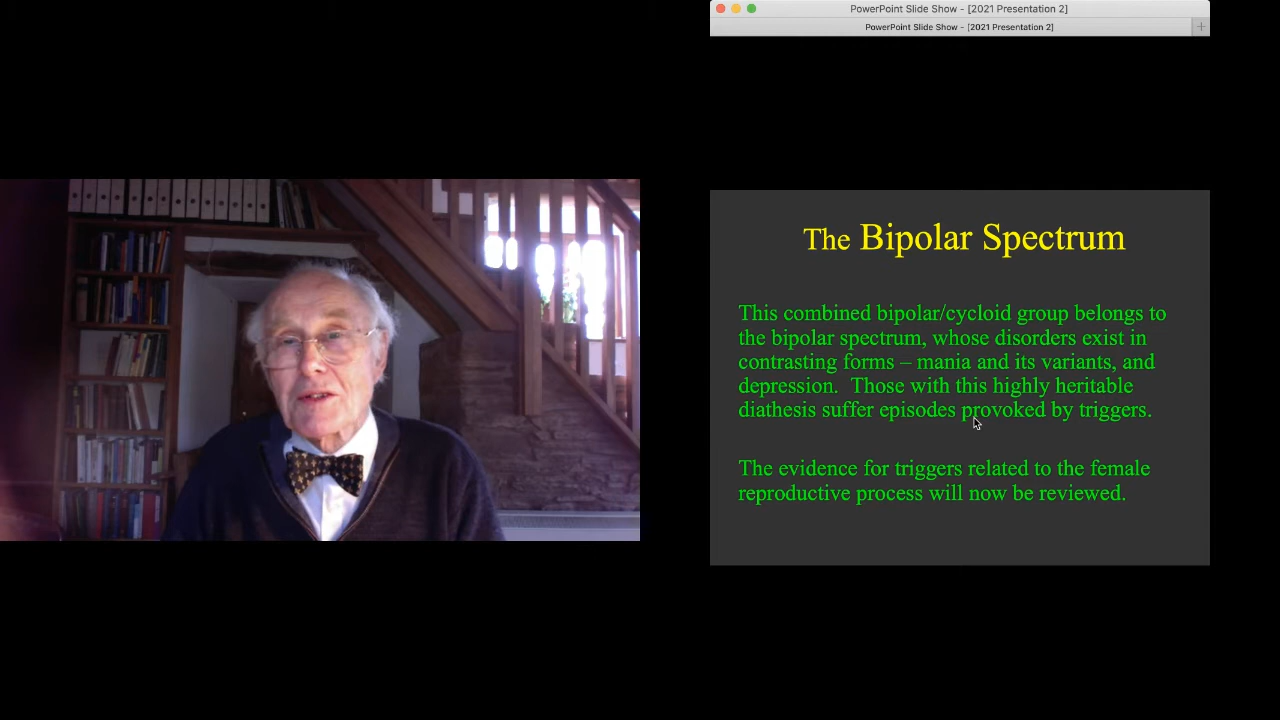 PowerPoint Slide Show - [2021 Presentation 2]
PowerPoint Slide Show - [2021 Presentation 2]
The Bipolar Spectrum
This combined bipolar/cycloid group belongs to
the bipolar spectrum, whose disorders exist in
contrasting forms – mania and its variants, and
depression.  Those with this highly heritable
diathesis suffer episodes provoked by triggers.
The evidence for triggers related to the female
reproductive process will now be reviewed.